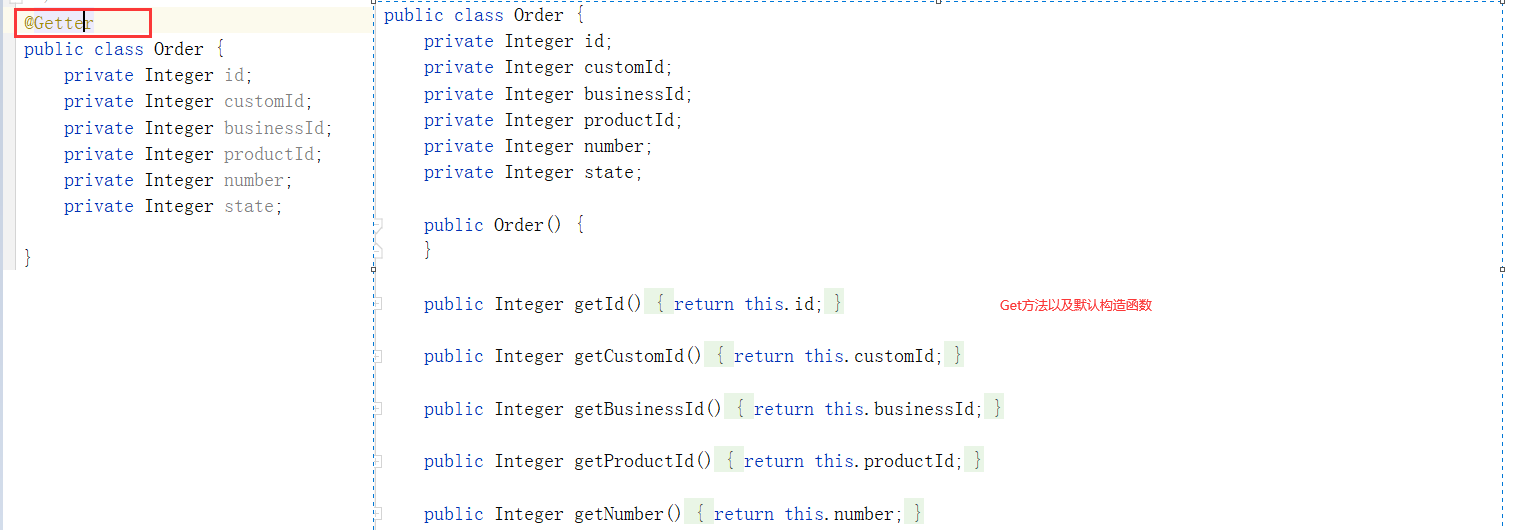 @Getter
public class Order {
private Integer id;
private Integer customId;
private Integer businessId;
private Integer productId;
private Integer number;
private Integer state;
}
public class Order {
private Integer id;
private Integer customId;
private Integer businessId;
private Integer productId;
private Integer number;
private Integer state;
public Order() {
}
public Integer getId() { return this.id; }
Get方法以及默认构造函数
public Integer getCustomId() { return this.customId; }
public Integer getBusinessId() { return this.businessId; }
public Integer getProductId() { return this.productId; }
public Integer getNumber() { return this.number; }